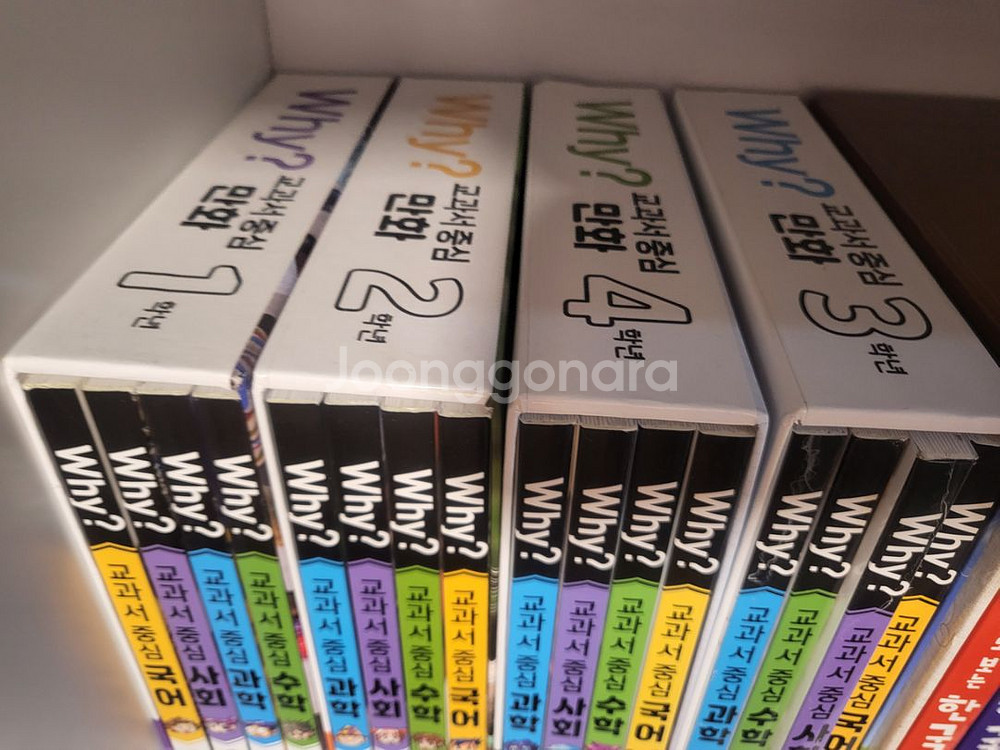 Why?
교과서 중심
만화
1학년
Why?
교과서 중심
만화
2학년
Why?
교과서 중심
만화
4학년
Why?
교과서 중심
만화
3학년
Joonggonara
Why? 교과서 중심 국어
Why? 교과서 중심 사회
Why? 교과서 중심 과학
Why? 교과서 중심 수학
Why? 교과서 중심 과학
Why? 교과서 중심 사회
Why? 교과서 중심 수학
Why? 교과서 중심 국어
Why? 교과서 중심 과학
Why? 교과서 중심 사회
Why? 교과서 중심 수학
Why? 교과서 중심 국어
Why? 교과서 중심 과학
Why? 교과서 중심 수학
Why? 교과서 중심
Why? 교과서 중심 국어